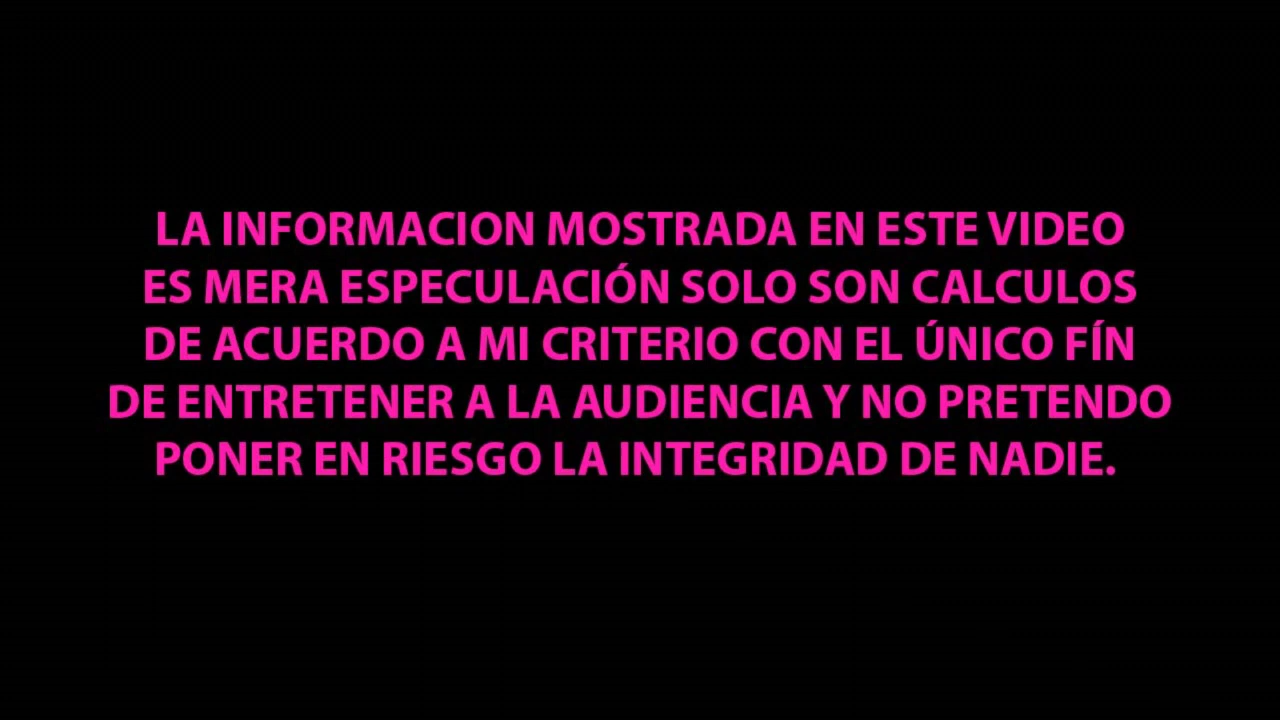 LA INFORMACION MOSTRADA EN ESTE VIDEO
ES MERA ESPECULACIÓN SOLO SON CALCULOS
DE ACUERDO A MI CRITERIO CON EL ÚNICO FÍN
DE ENTRETENER A LA AUDIENCIA Y NO PRETENDO
PONER EN RIESGO LA INTEGRIDAD DE NADIE.